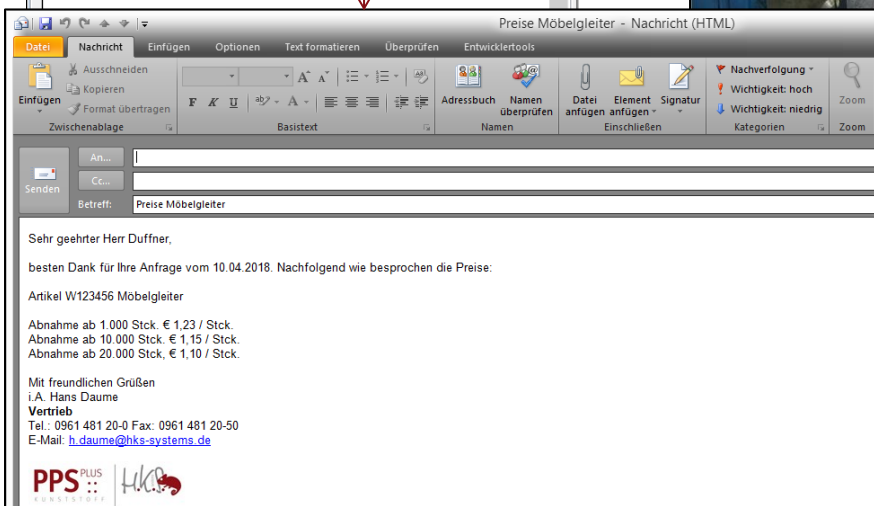 Preise Möbelgleiter - Nachricht (HTML)
Datei Nachricht Einfügen Optionen Text formatieren Überprüfen Entwicklertools
Einfügen
Ausschneiden
Kopieren
Format übertragen
Zwischenablage
F K U
Basistext
Adressbuch
Namen überprüfen
Namen
Datei anfügen
Element anfügen
Signatur
Einschließen
Nachverfolgung
Wichtigkeit: hoch
Wichtigkeit: niedrig
Kategorien
Zoom
Zoom
Senden
An...
Cc...
Betreff: Preise Möbelgleiter
Sehr geehrter Herr Duffner,
besten Dank für Ihre Anfrage vom 10.04.2018. Nachfolgend wie besprochen die Preise:
Artikel W123456 Möbelgleiter
Abnahme ab 1.000 Stck. € 1,23 / Stck.
Abnahme ab 10.000 Stck. € 1,15 / Stck.
Abnahme ab 20.000 Stck, € 1,10 / Stck.
Mit freundlichen Grüßen
i.A. Hans Daume
Vertrieb
Tel.: 0961 481 20-0 Fax: 0961 481 20-50
E-Mail: h.daume@hks-systems.de
PPS PLUS H.K.S.
KUNSTSTOFF